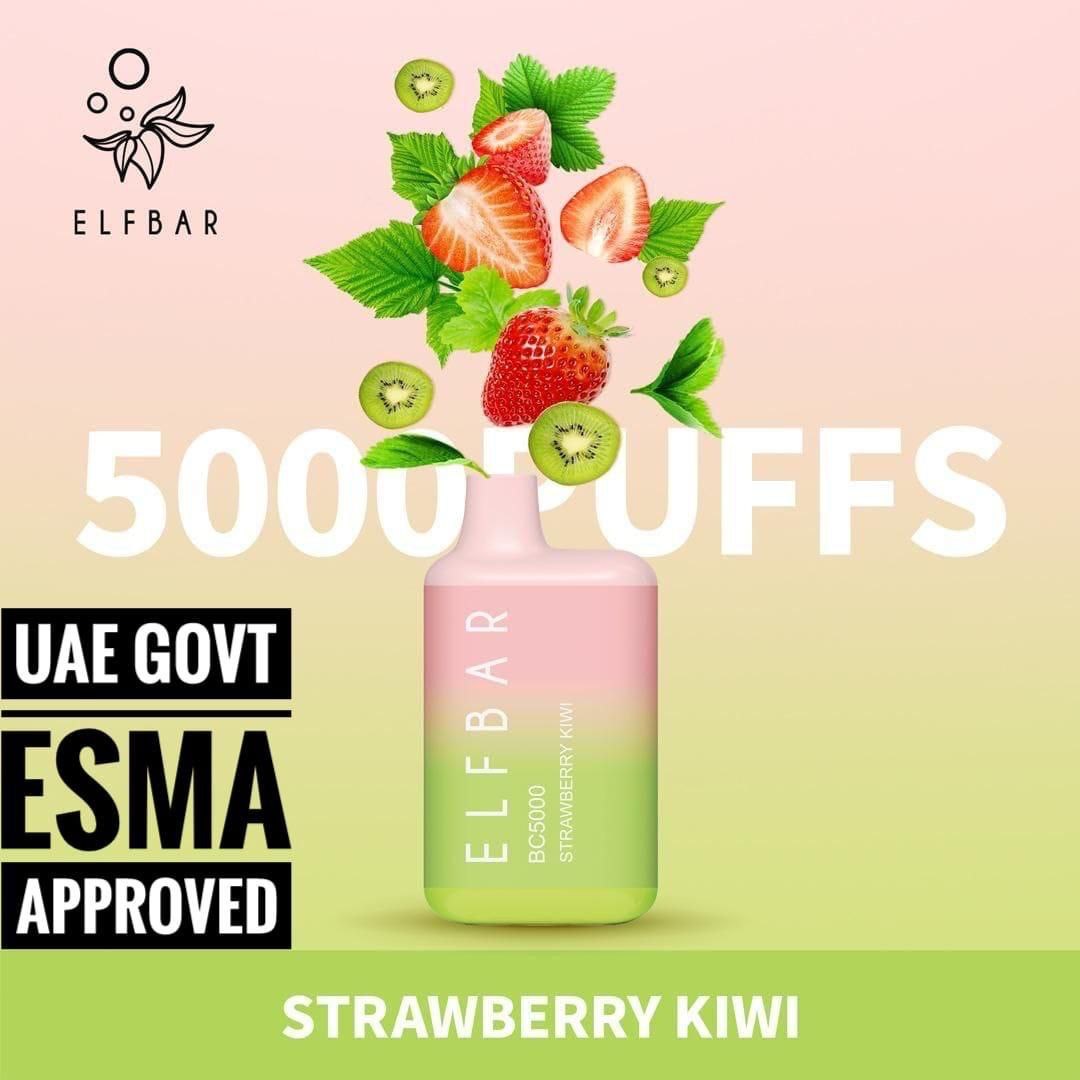 ELFBAR
5000PUFFS
UAE GOVT
ESMA
APPROVED
ELFBAR
BC5000
STRAWBERRY KIWI
STRAWBERRY KIWI